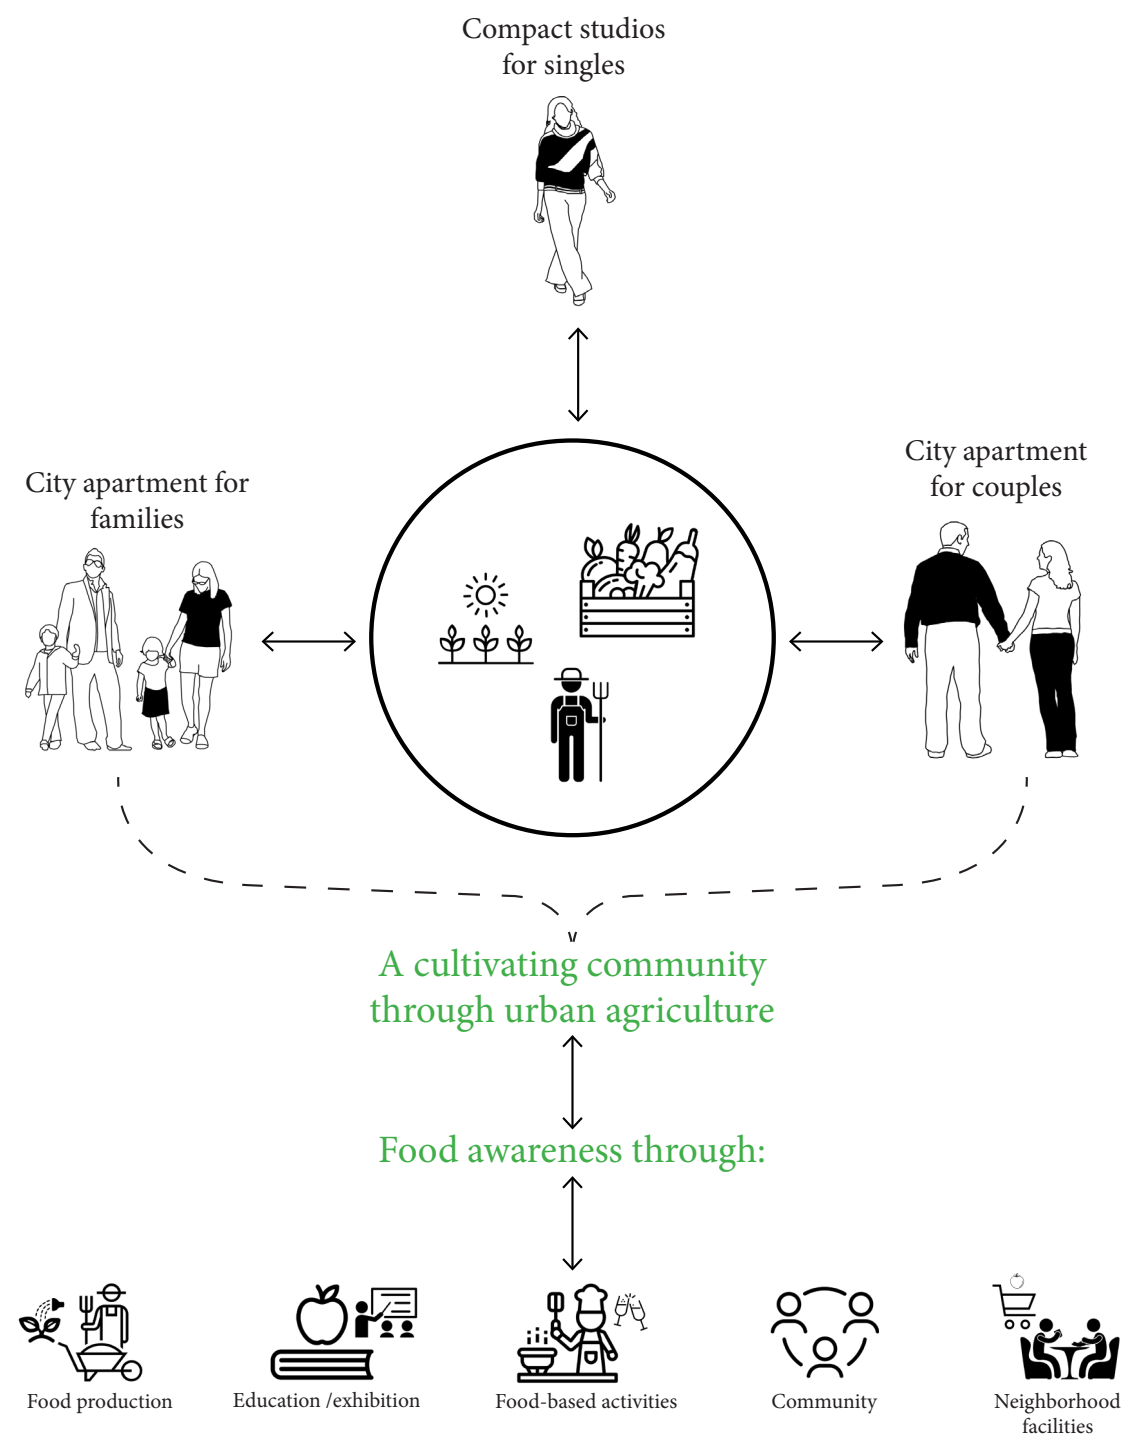 Compact studios
for singles
City apartment
for couples
City apartment for
families
A cultivating community
through urban agriculture
Food awareness through:
Food production
Education /exhibition
Food-based activities
Community
Neighborhood
facilities